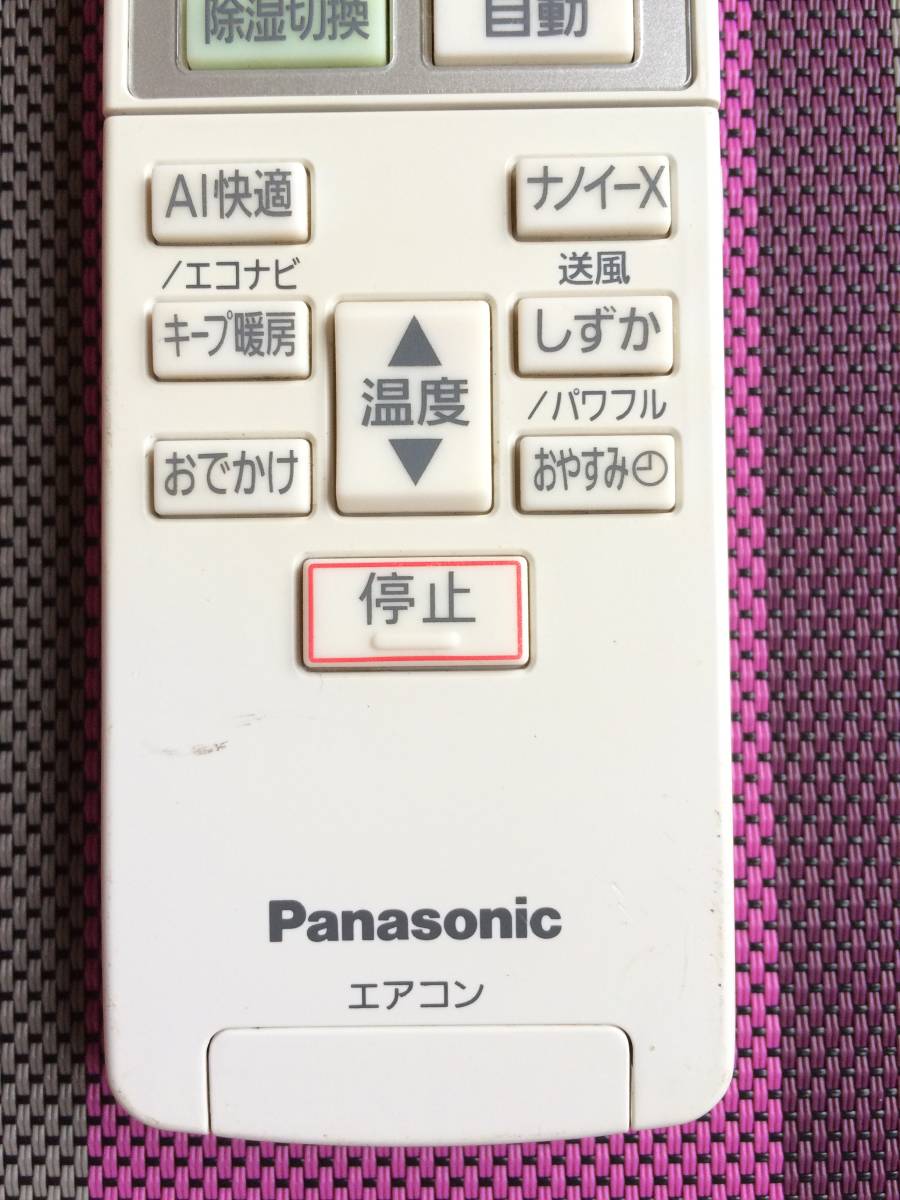 除湿切換
自動
AI快適
/エコナビ
ナノイーX
送風
キープ暖房
▲
温度
▼
しずか
/パワフル
おでかけ
おやすみ
停止
Panasonic
エアコン